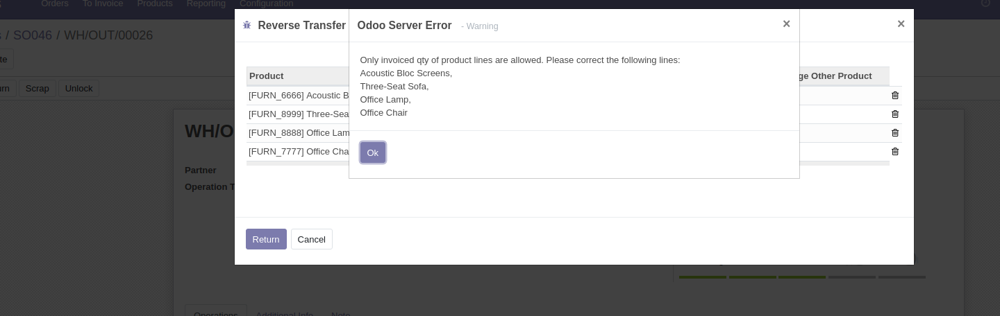 Orders To Invoice Products Reporting Configuration
/ SO046 / WH/OUT/00026
Scrap Unlock
Reverse Transfer
Odoo Server Error - Warning × ×
Only invoiced qty of product lines are allowed. Please correct the following lines:
Acoustic Bloc Screens,
Three-Seat Sofa,
Office Lamp,
Office Chair
Ok
Product ge Other Product
[FURN_6666] Acoustic B
[FURN_8999] Three-Sea
[FURN_8888] Office Lam
[FURN_7777] Office Cha
Return Cancel
WH/O
Partner
Operation T
Operations Additional Info Note